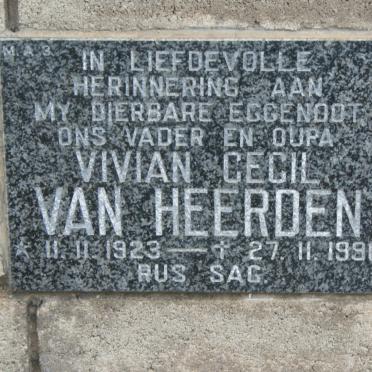 MA3
IN LIEFDEVOLLE
HERINNERING AAN
MY DIERBARE EGGENOOT
ONS VADER EN OUPA
VIVIAN CECIL
VAN HEERDEN
* 11.11.1923 — † 27.11.199
RUS SAG